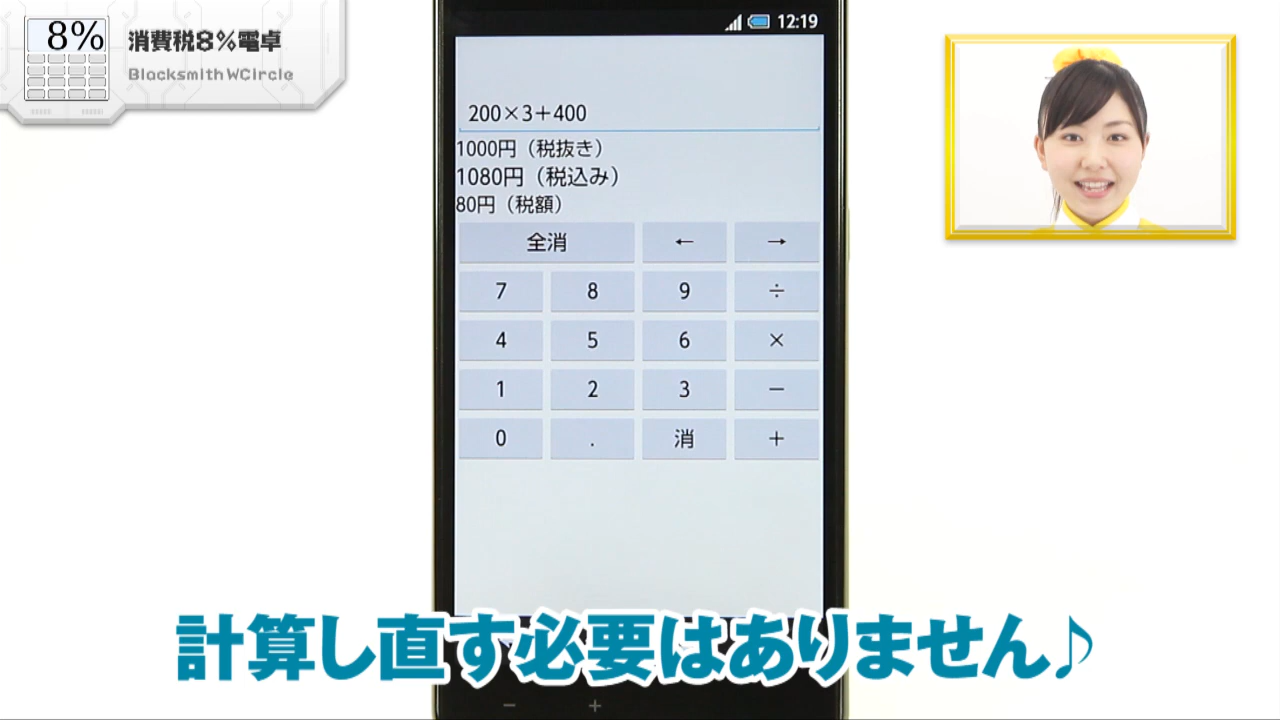 8%
消費税8%電卓
Blacksmith WCircle
12:19
200×3+400
1000円（税抜き）
1080円（税込み）
80円（税額）
全消 ← →
7 8 9 ÷
4 5 6 ×
1 2 3 −
0 . 消 +
計算し直す必要はありません♪
− +